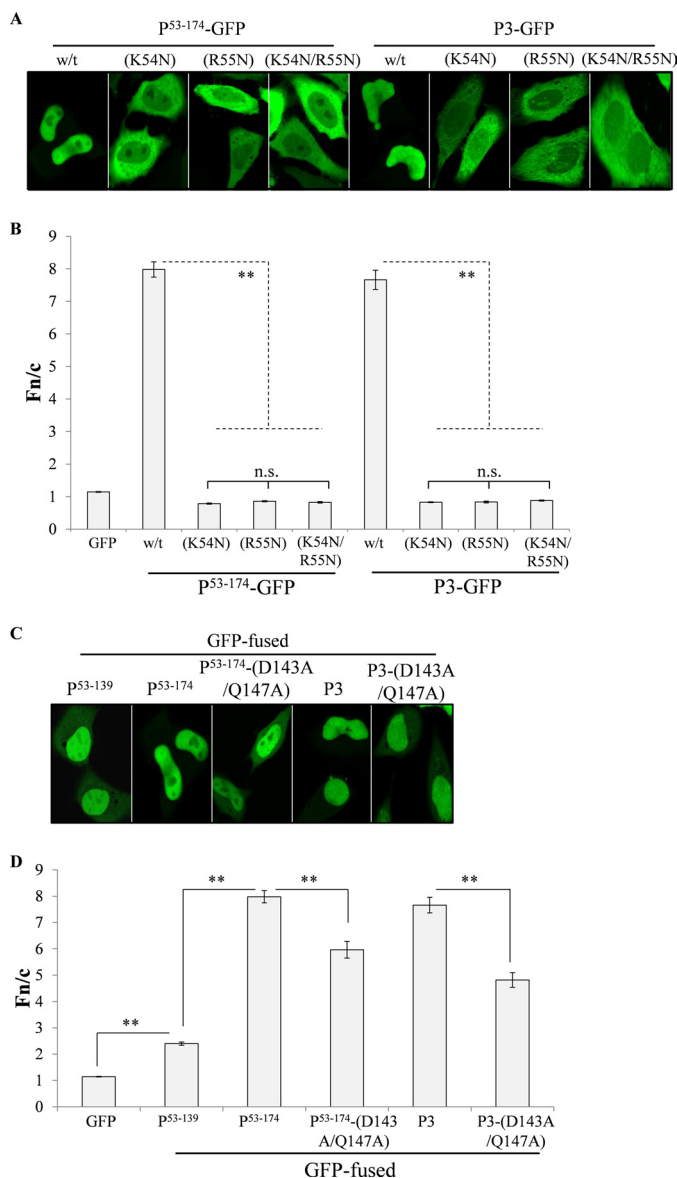 A
P53-174-GFP P3-GFP
w/t (K54N) (R55N) (K54N/R55N) w/t (K54N) (R55N) (K54N/R55N)
B
9
8
7
6
5
4
3
2
1
0
Fn/c
** **
n.s. n.s.
GFP w/t (K54N) (R55N) (K54N/ w/t (K54N) (R55N) (K54N/
R55N) R55N)
P53-174-GFP P3-GFP
C
GFP-fused
P53-174-(D143A P3-(D143A
P53-139 P53-174 /Q147A) P3 /Q147A)
D
9
8
7
6
5
4
3
2
1
0
Fn/c
** ** **
**
GFP P53-139 P53-174 P53-174-(D143 P3 P3-(D143A
A/Q147A) /Q147A)
GFP-fused